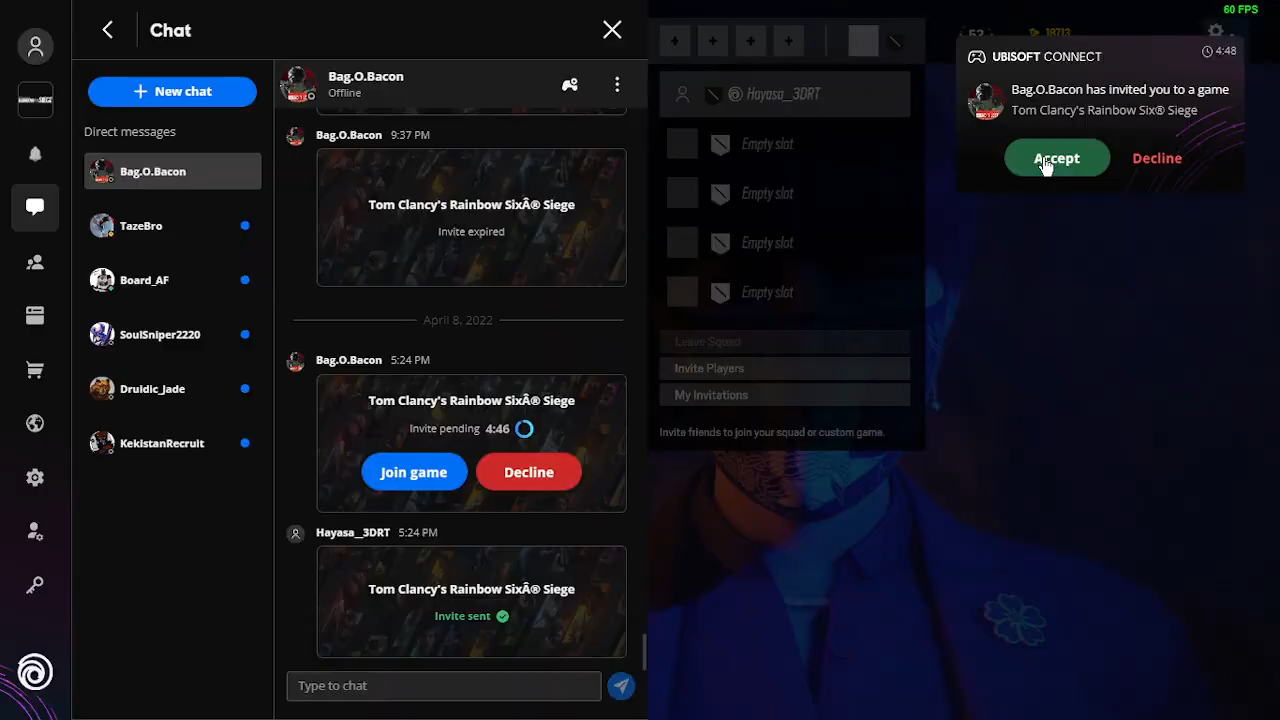 60 FPS
Chat
New chat
Direct messages
Bag.O.Bacon
TazeBro
Board_AF
SoulSniper2220
Druidic_Jade
KekistanRecruit
Bag.O.Bacon
Offline
Bag.O.Bacon 9:37 PM
Tom Clancy's Rainbow SixÂ® Siege
Invite expired
April 8, 2022
Bag.O.Bacon 5:24 PM
Tom Clancy's Rainbow SixÂ® Siege
Invite pending 4:46
Join game Decline
Hayasa__3DRT 5:24 PM
Tom Clancy's Rainbow SixÂ® Siege
Invite sent
Type to chat
Hayasa__3DRT
Empty slot
Empty slot
Empty slot
Empty slot
Leave Squad
Invite Players
My Invitations
Invite friends to join your squad or custom game.
UBISOFT CONNECT 4:48
Bag.O.Bacon has invited you to a game
Tom Clancy's Rainbow Six® Siege
Accept Decline